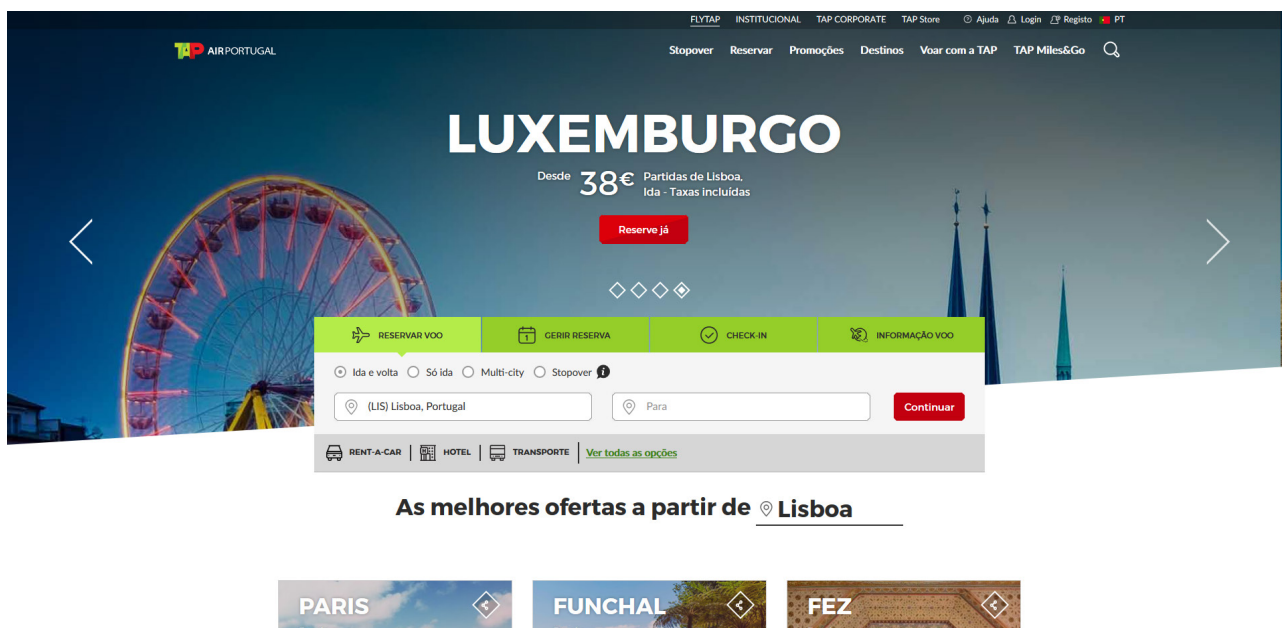 FLYTAP INSTITUCIONAL TAP CORPORATE TAP Store Ajuda Login Registo PT
TAP AIRPORTUGAL
Stopover Reservar Promoções Destinos Voar com a TAP TAP Miles&Go
LUXEMBURGO
Desde 38€ Partidas de Lisboa,
Ida - Taxas incluídas
Reserve já
RESERVAR VOO 1 GERIR RESERVA CHECK-IN INFORMAÇÃO VOO
Ida e volta Só ida Multi-city Stopover i
(LIS) Lisboa, Portugal Para Continuar
RENT-A-CAR HOTEL TRANSPORTE Ver todas as opções
As melhores ofertas a partir de Lisboa
PARIS FUNCHAL FEZ